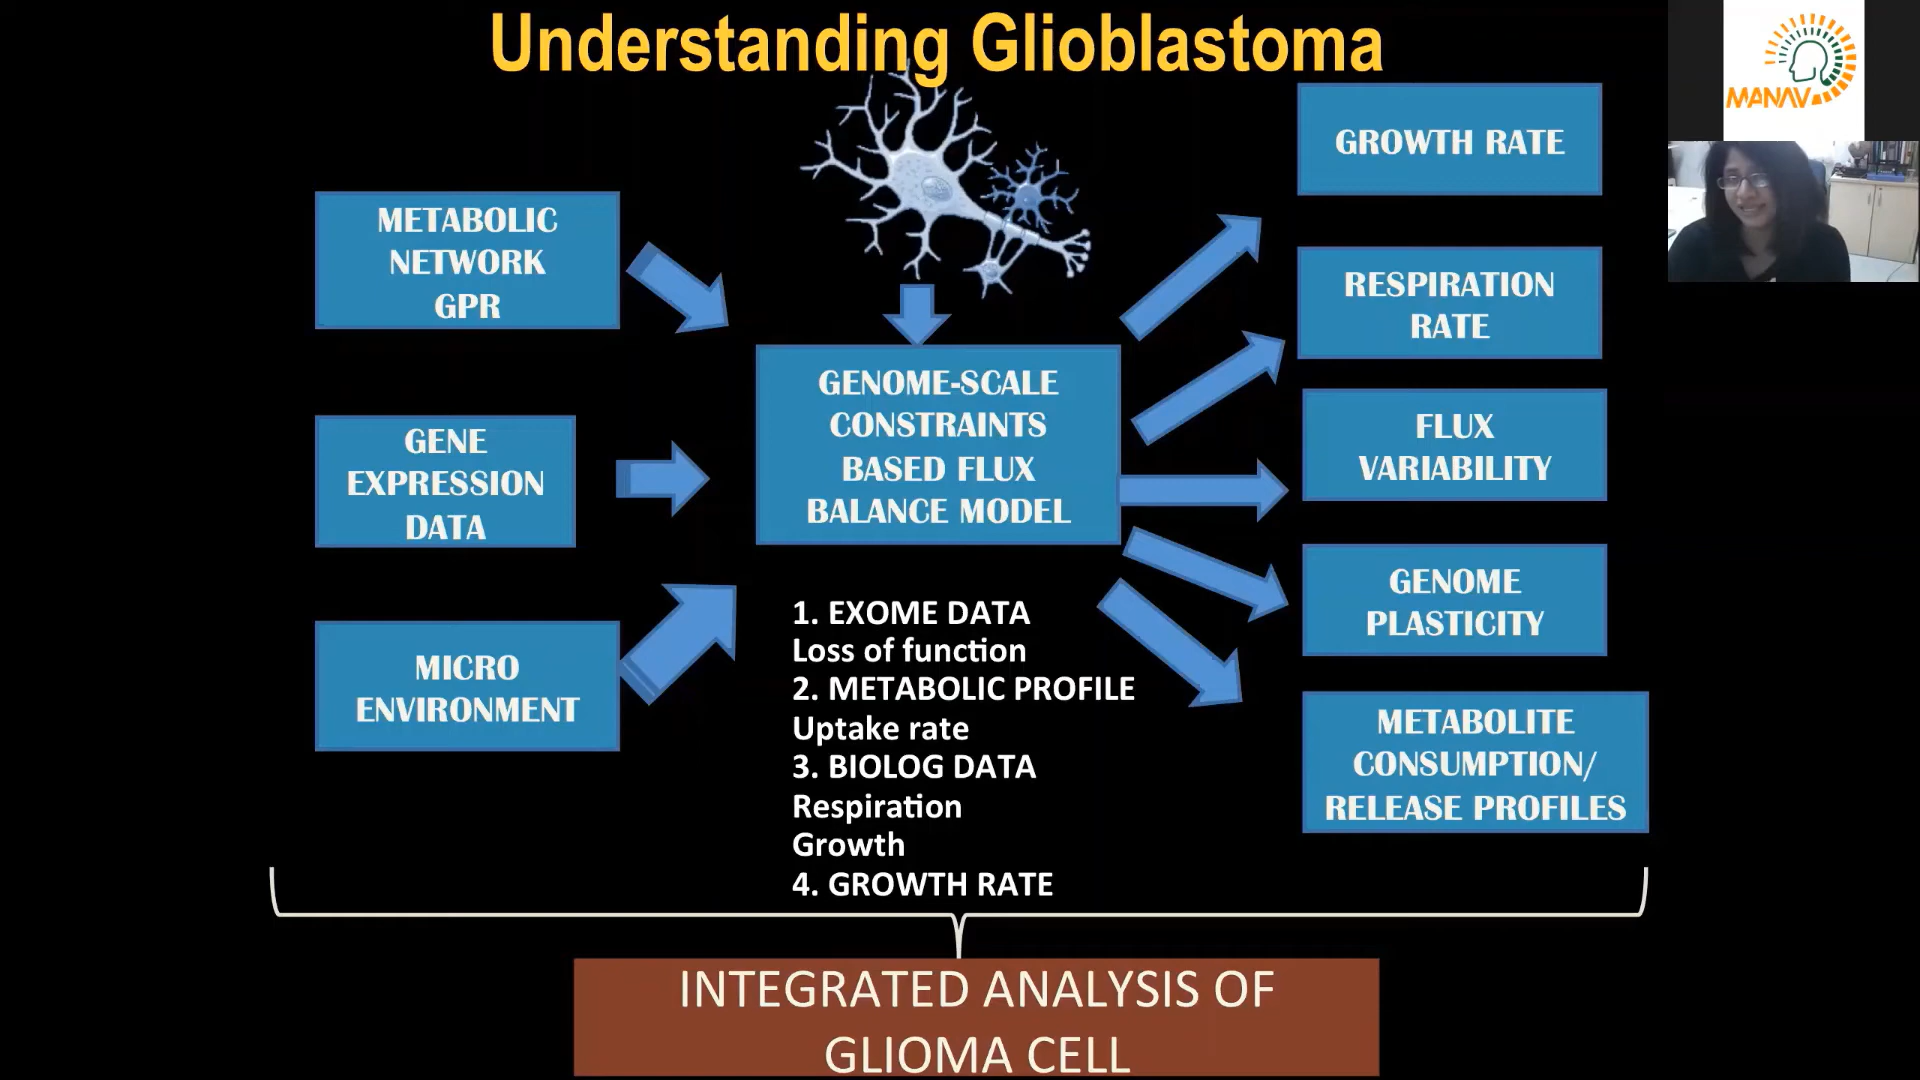 Understanding Glioblastoma
MANAV
METABOLIC
NETWORK
GPR
GENE
EXPRESSION
DATA
MICRO
ENVIRONMENT
GENOME-SCALE
CONSTRAINTS
BASED FLUX
BALANCE MODEL
1. EXOME DATA
Loss of function
2. METABOLIC PROFILE
Uptake rate
3. BIOLOG DATA
Respiration
Growth
4. GROWTH RATE
GROWTH RATE
RESPIRATION
RATE
FLUX
VARIABILITY
GENOME
PLASTICITY
METABOLITE
CONSUMPTION/
RELEASE PROFILES
INTEGRATED ANALYSIS OF
GLIOMA CELL